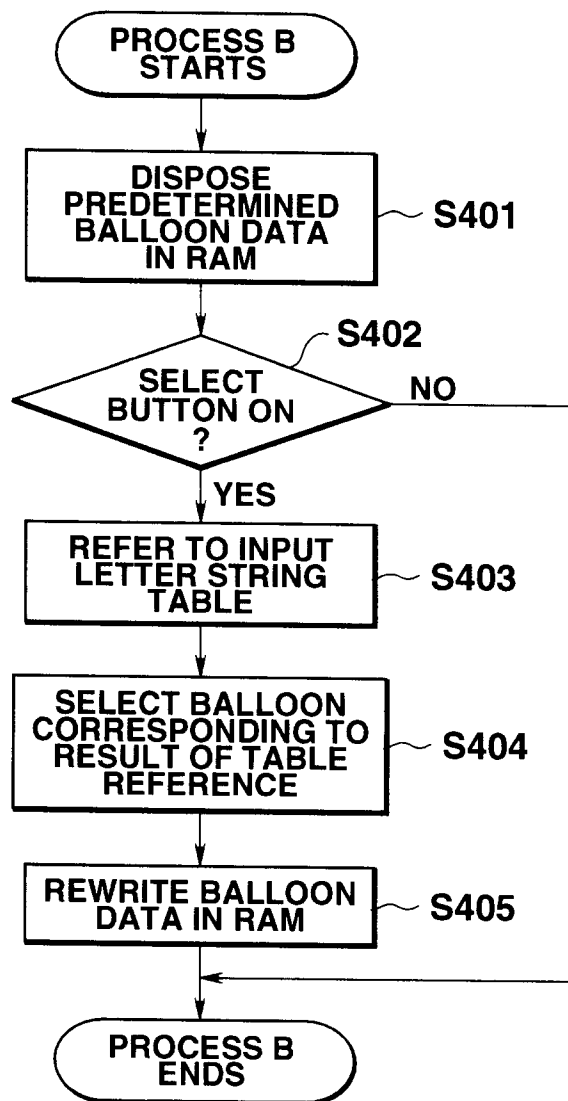 PROCESS B
STARTS
DISPOSE
PREDETERMINED
BALLOON DATA
IN RAM
S401
S402
SELECT
BUTTON ON
?
NO
YES
REFER TO INPUT
LETTER STRING
TABLE
S403
SELECT BALLOON
CORRESPONDING TO
RESULT OF TABLE
REFERENCE
S404
REWRITE BALLOON
DATA IN RAM
S405
PROCESS B
ENDS